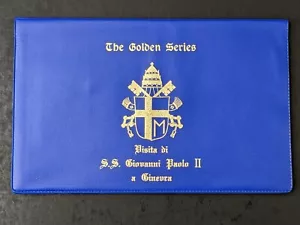 The Golden Series
M
Visita di
S.S. Giovanni Paolo II
a Ginevra